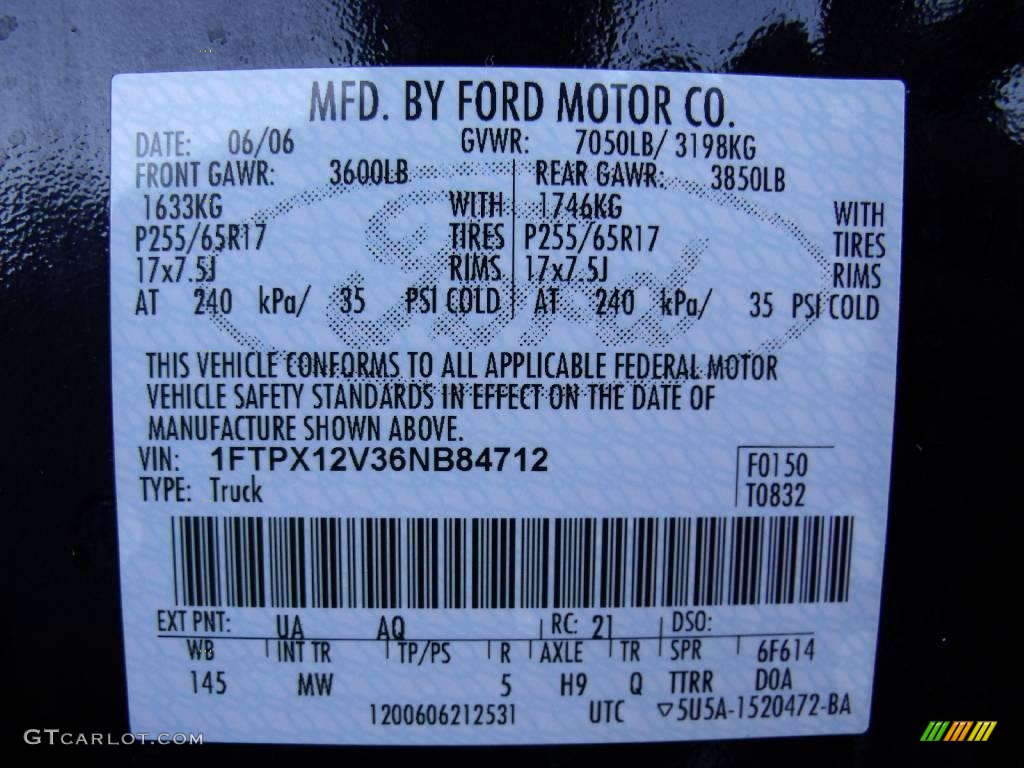 MFD. BY FORD MOTOR CO.
DATE: 06/06 GVWR: 7050LB/ 3198KG
FRONT GAWR: 3600LB REAR GAWR: 3850LB
1633KG WITH 1746KG WITH
P255/65R17 TIRES P255/65R17 TIRES
17x7.5J RIMS 17x7.5J RIMS
AT 240 kPa/ 35 PSI COLD AT 240 kPa/ 35 PSI COLD
THIS VEHICLE CONFORMS TO ALL APPLICABLE FEDERAL MOTOR
VEHICLE SAFETY STANDARDS IN EFFECT ON THE DATE OF
MANUFACTURE SHOWN ABOVE.
VIN: 1FTPX12V36NB84712 F0150
TYPE: Truck T0832
EXT PNT: UA AQ RC: 21 DSO:
WB INT TR TP/PS R AXLE TR SPR 6F614
145 MW 5 H9 Q TTRR D0A
1200606212531 UTC ▽5U5A-1520472-BA
GTCARLOT.COM